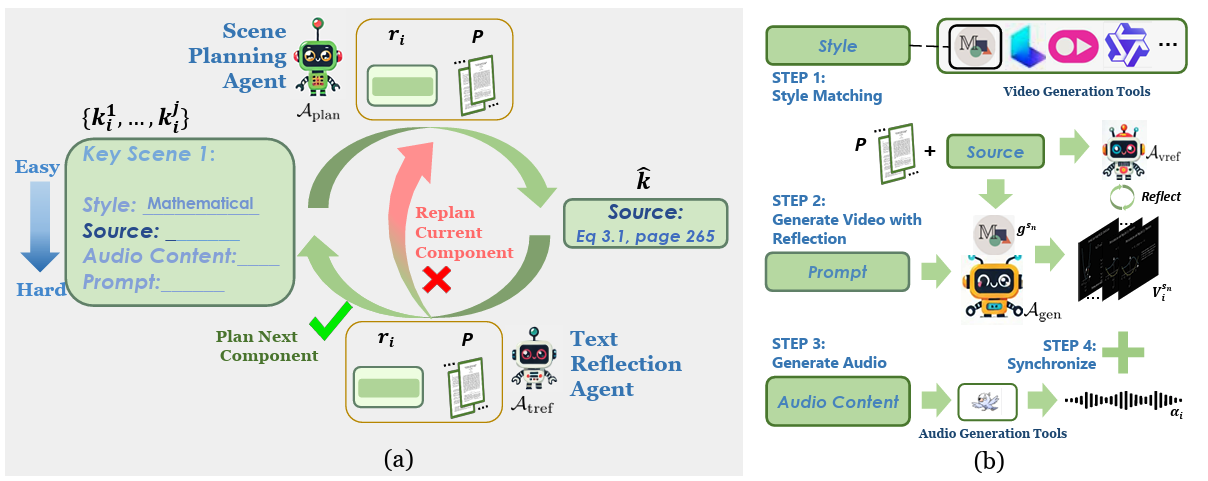 Scene
Planning
Agent
r_i
P
𝒜_plan
{k_i^1, ..., k_i^j}
Easy
Hard
Key Scene 1:
Style: Mathematical
Source: _______
Audio Content:____
Prompt:______
Replan
Current
Component
k̂
Source:
Eq 3.1, page 265
Plan Next
Component
r_i
P
𝒜_tref
Text
Reflection
Agent
(a)
Style
...
STEP 1:
Style Matching
Video Generation Tools
P
+
Source
𝒜_vref
Reflect
STEP 2:
Generate Video with
Reflection
g^{s_n}
Prompt
𝒜_gen
V_i^{s_n}
STEP 3:
Generate Audio
STEP 4:
Synchronize
Audio Content
α_i
Audio Generation Tools
(b)